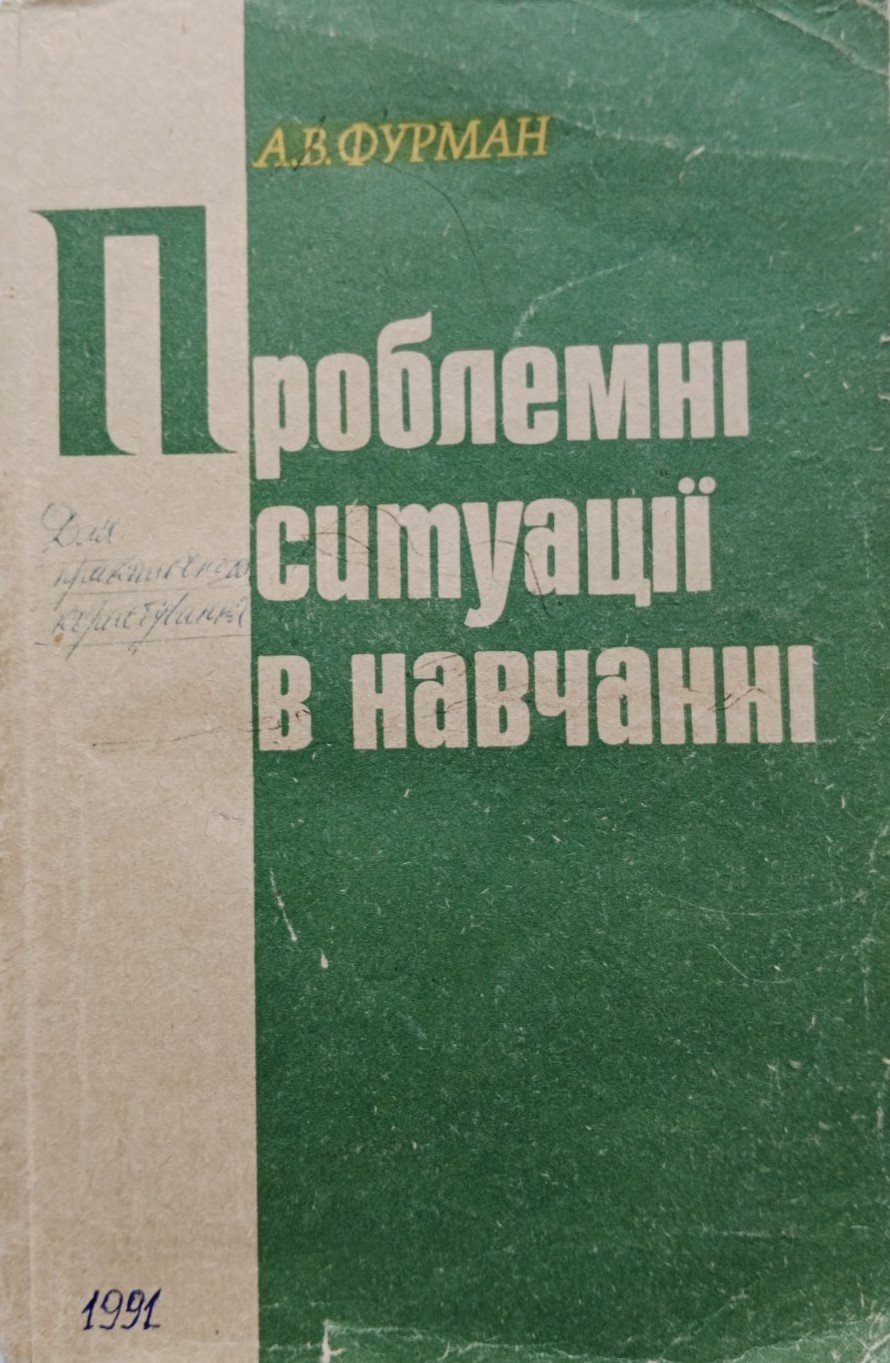 А.В.ФУРМАН
Проблемні
ситуації
в навчанні
Для
практичного
користування
1991